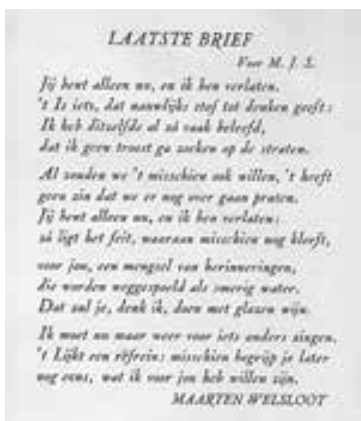 LAATSTE BRIEF
Voor M. J. S.
Jij bent alleen nu, en ik ben verlaten.
't Is iets, dat nauwlijks stof tot denken geeft:
Ik heb ditzelfde al zó vaak beleefd,
dat ik geen troost ga zoeken op de straten.
Al zouden we 't misschien ook willen, 't heeft
geen zin dat we er nog over gaan praten.
Jij bent alleen nu, en ik ben verlaten:
zó ligt het feit, waaraan misschien nog kleeft,
voor jou, een mengsel van herinneringen,
die worden weggespoeld als smerig water.
Dat zul je, denk ik, doen met glazen wijn.
Ik moet nu maar weer voor iets anders zingen.
't Lijkt een refrein: misschien begrijp je later
nog eens, wat ik voor jou heb willen zijn.
MAARTEN WELSLOOT